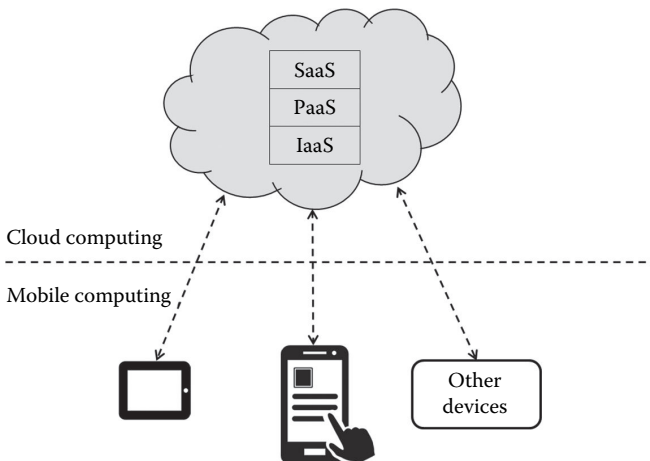 SaaS
PaaS
IaaS
Cloud computing
Mobile computing
Other
devices